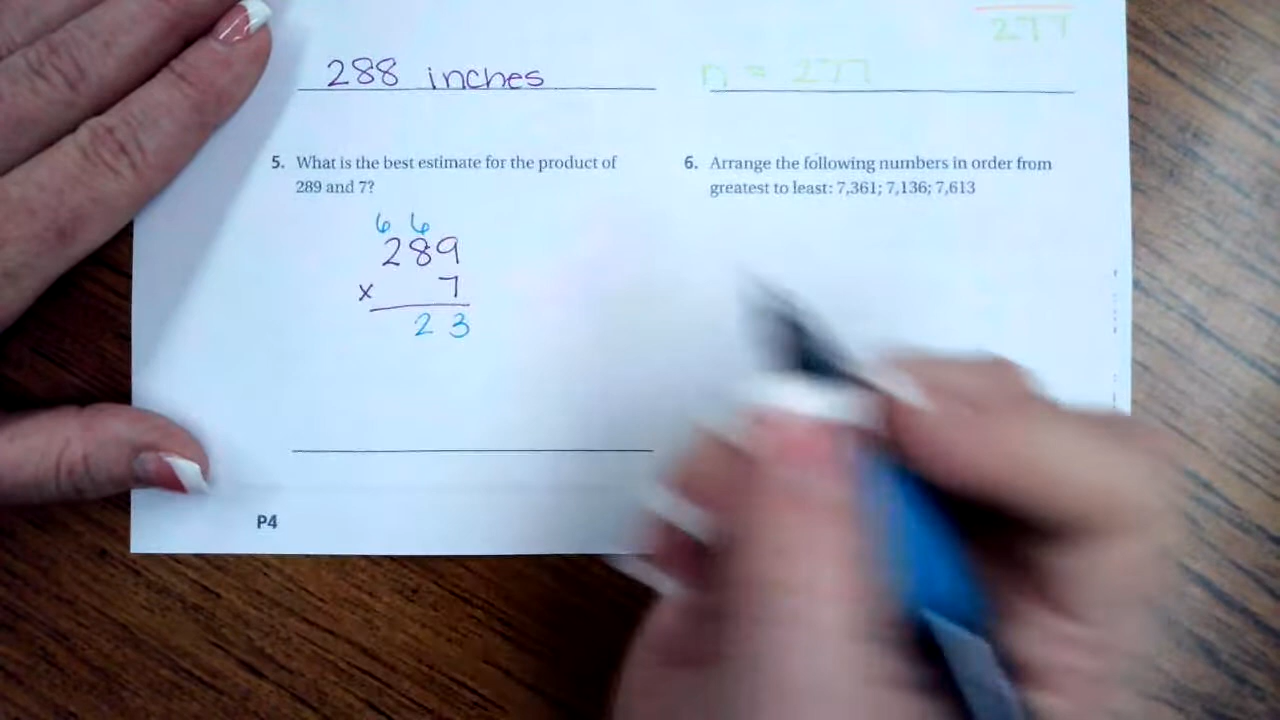 277
288 inches
n = 277
5. What is the best estimate for the product of
289 and 7?
6 6
289
x 7
2 3
6. Arrange the following numbers in order from
greatest to least: 7,361; 7,136; 7,613
P4